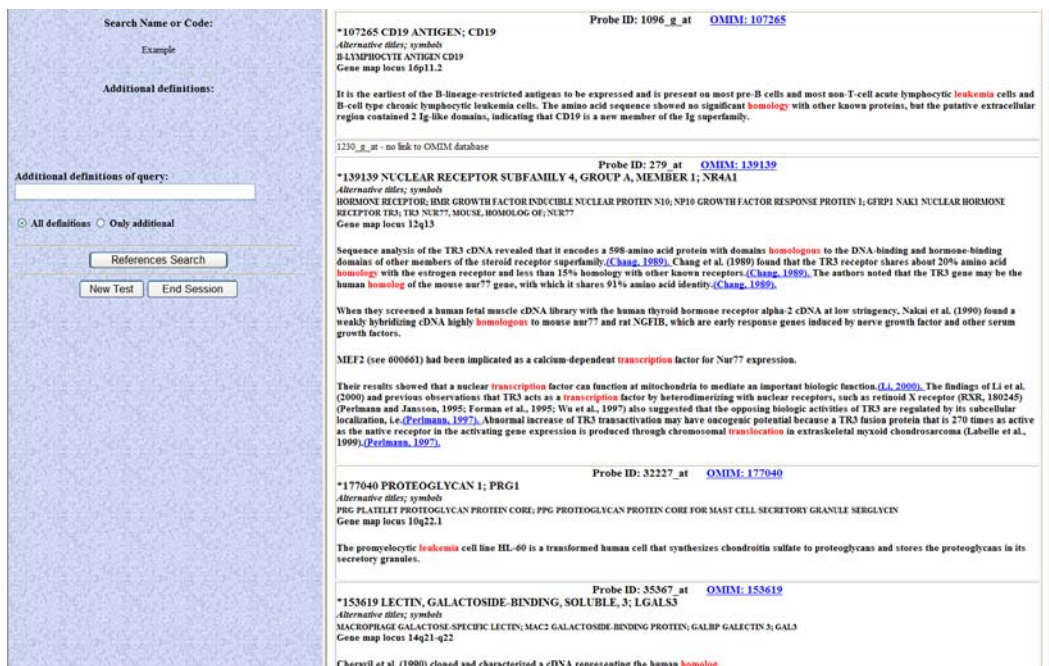 Search Name or Code:
Example
Additional definitions:
Additional definitions of query:
All definitions Only additional
References Search
New Test End Session
Probe ID: 1096_g_at OMIM: 107265
*107265 CD19 ANTIGEN; CD19
Alternative titles; symbols
B-LYMPHOCYTE ANTIGEN CD19
Gene map locus 16p11.2
It is the earliest of the B-lineage-restricted antigens to be expressed and is present on most pre-B cells and most non-T-cell acute lymphocytic leukemia cells and
B-cell type chronic lymphocytic leukemia cells. The amino acid sequence showed no significant homology with other known proteins, but the putative extracellular
region contained 2 Ig-like domains, indicating that CD19 is a new member of the Ig superfamily.
1230_g_at - no link to OMIM database
Probe ID: 279_at OMIM: 139139
*139139 NUCLEAR RECEPTOR SUBFAMILY 4, GROUP A, MEMBER 1; NR4A1
Alternative titles; symbols
HORMONE RECEPTOR; HMR GROWTH FACTOR INDUCIBLE NUCLEAR PROTEIN N10; NP10 GROWTH FACTOR RESPONSE PROTEIN 1; GFRP1 NAK1 NUCLEAR HORMONE
RECEPTOR TR3; TR3 NUR77, MOUSE, HOMOLOG OF; NUR77
Gene map locus 12q13
Sequence analysis of the TR3 cDNA revealed that it encodes a 598-amino acid protein with domains homologous to the DNA-binding and hormone-binding
domains of other members of the steroid receptor superfamily.(Chang, 1989). Chang et al. (1989) found that the TR3 receptor shares about 20% amino acid
homology with the estrogen receptor and less than 15% homology with other known receptors.(Chang, 1989). The authors noted that the TR3 gene may be the
human homolog of the mouse nur77 gene, with which it shares 91% amino acid identity.(Chang, 1989).
When they screened a human fetal muscle cDNA library with the human thyroid hormone receptor alpha-2 cDNA at low stringency, Nakai et al. (1990) found a
weakly hybridizing cDNA highly homologous to mouse nur77 and rat NGFIB, which are early response genes induced by nerve growth factor and other serum
growth factors.
MEF2 (see 600661) had been implicated as a calcium-dependent transcription factor for Nur77 expression.
Their results showed that a nuclear transcription factor can function at mitochondria to mediate an important biologic function.(Li, 2000). The findings of Li et al.
(2000) and previous observations that TR3 acts as a transcription factor by heterodimerizing with nuclear receptors, such as retinoid X receptor (RXR, 180245)
(Perlmann and Jansson, 1995; Forman et al., 1995; Wu et al., 1997) also suggested that the opposing biologic activities of TR3 are regulated by its subcellular
localization, i.e.(Perlmann, 1997). Abnormal increase of TR3 transactivation may have oncogenic potential because a TR3 fusion protein that is 270 times as active
as the native receptor in the activating gene expression is produced through chromosomal translocation in extraskeletal myxoid chondrosarcoma (Labelle et al.,
1999).(Perlmann, 1997).
Probe ID: 32227_at OMIM: 177040
*177040 PROTEOGLYCAN 1; PRG1
Alternative titles; symbols
PRG PLATELET PROTEOGLYCAN PROTEIN CORE; PPG PROTEOGLYCAN PROTEIN CORE FOR MAST CELL SECRETORY GRANULE SERGLYCIN
Gene map locus 10q22.1
The promyelocytic leukemia cell line HL-60 is a transformed human cell that synthesizes chondroitin sulfate to proteoglycans and stores the proteoglycans in its
secretory granules.
Probe ID: 35367_at OMIM: 153619
*153619 LECTIN, GALACTOSIDE-BINDING, SOLUBLE, 3; LGALS3
Alternative titles; symbols
MACROPHAGE GALACTOSE-SPECIFIC LECTIN; MAC2 GALACTOSIDE-BINDING PROTEIN; GALBP GALECTIN 3; GAL3
Gene map locus 14q21-q22
Cherayil et al. (1990) cloned and characterized a cDNA representing the human homolog